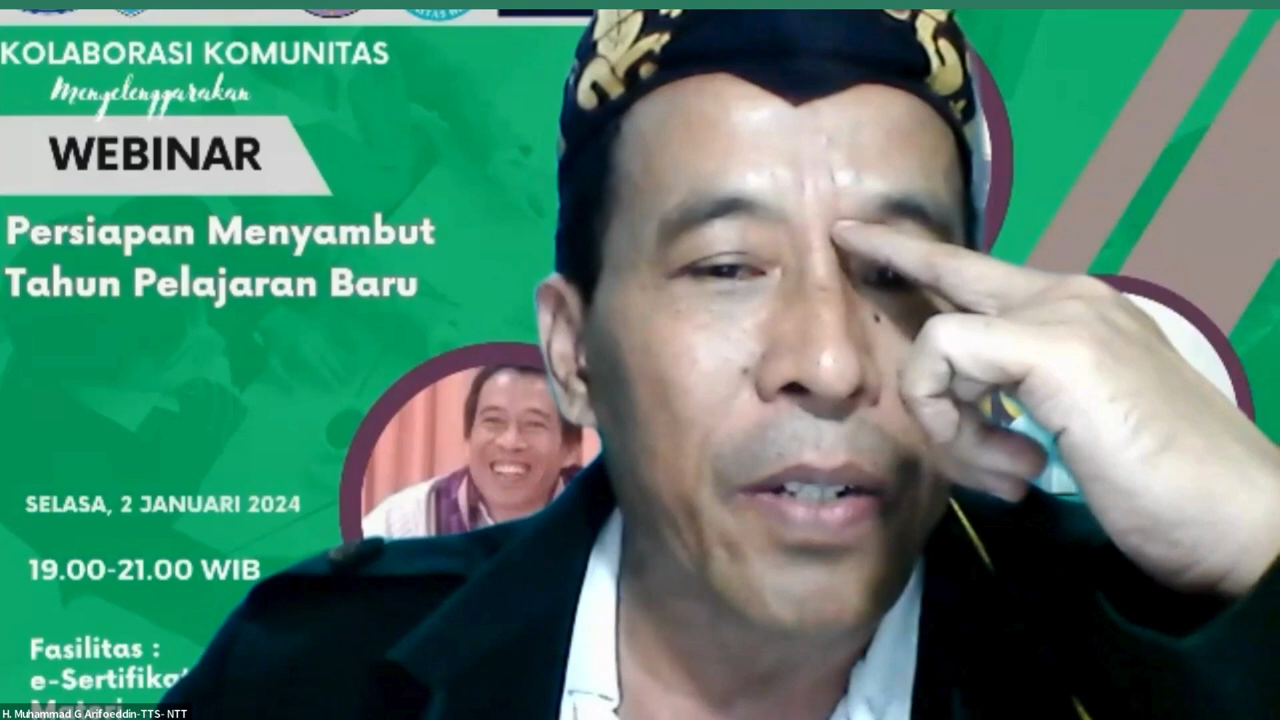 KOLABORASI KOMUNITAS
Menyelenggarakan
WEBINAR
Persiapan Menyambut
Tahun Pelajaran Baru
SELASA, 2 JANUARI 2024
19.00-21.00 WIB
Fasilitas :
e-Sertifikat
H. Muhammad G Arifoeddin-TTS- NTT